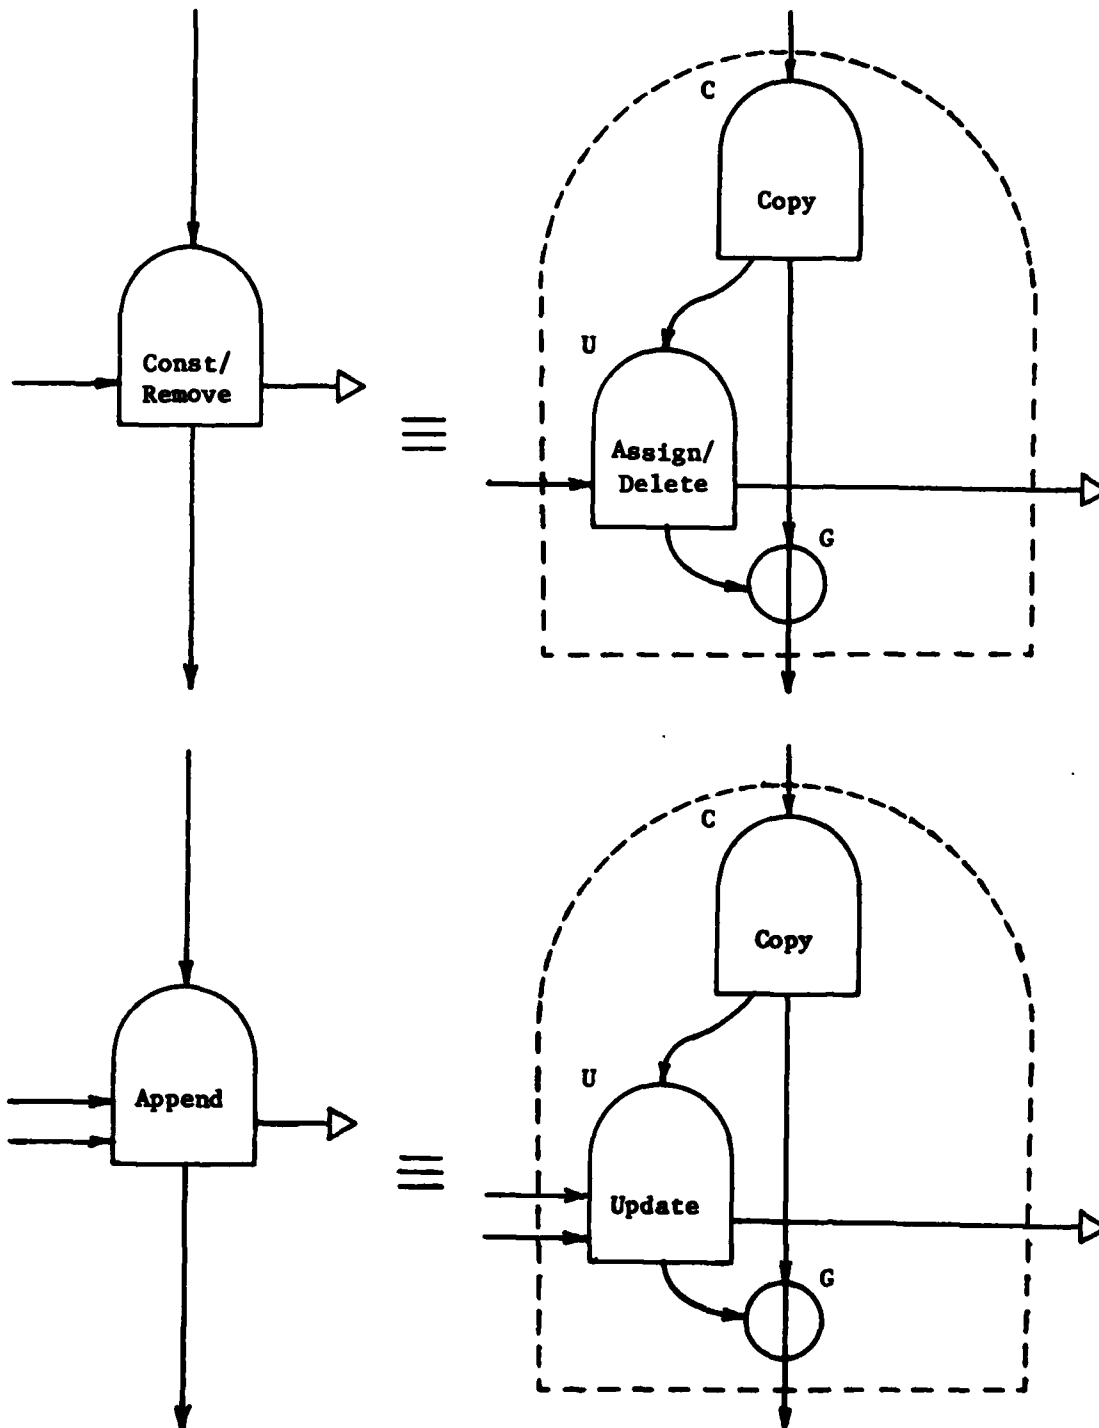 C
Copy
Const/
Remove
U
Assign/
Delete
G
C
Copy
Append
U
Update
G